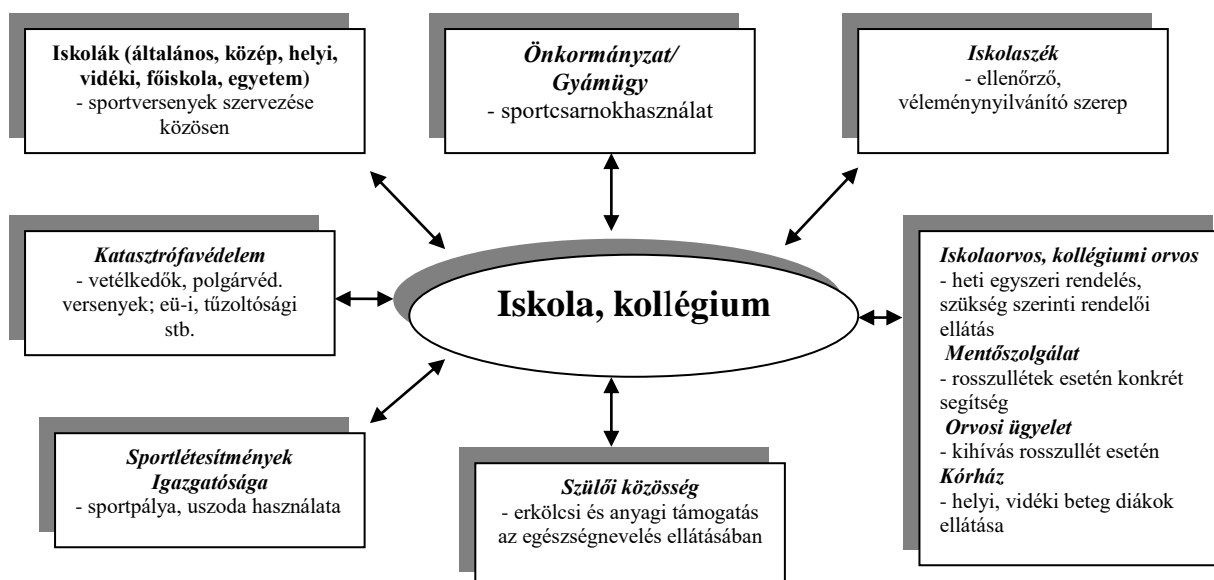 Iskolák (általános, közép, helyi,
vidéki, főiskola, egyetem)
- sportversenyek szervezése
közösen
Önkormányzat/
Gyámügy
- sportcsarnokhasználat
Iskolaszék
- ellenőrző,
véleménynyilvánító szerep
Katasztrófavédelem
- vetélkedők, polgárvéd.
versenyek; eü-i, tűzoltósági
stb.
Iskola, kollégium
Iskolaorvos, kollégiumi orvos
- heti egyszeri rendelés,
szükség szerinti rendelői
ellátás
Mentőszolgálat
- rosszullétek esetén konkrét
segítség
Orvosi ügyelet
- kihívás rosszullét esetén
Kórház
- helyi, vidéki beteg diákok
ellátása
Sportlétesítmények
Igazgatósága
- sportpálya, uszoda használata
Szülői közösség
- erkölcsi és anyagi támogatás
az egészségnevelés ellátásában